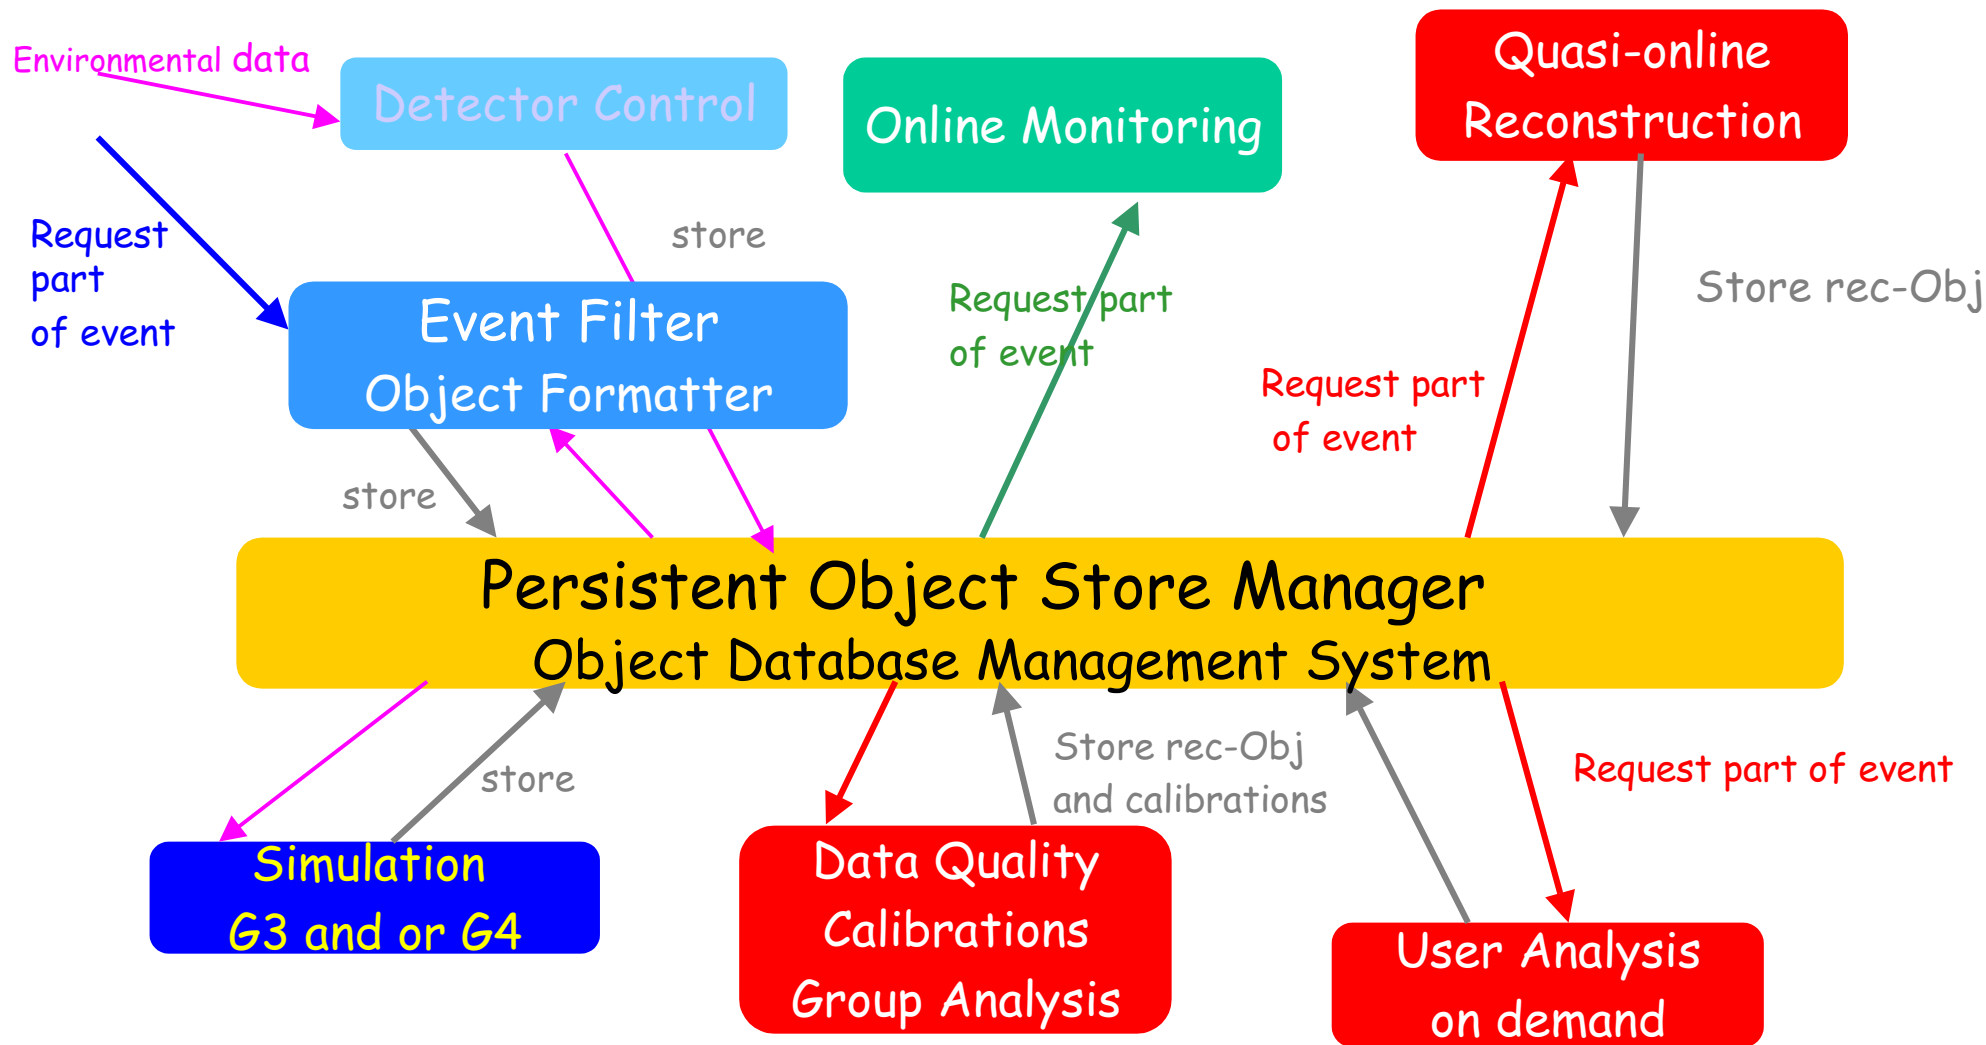 Environmental data
Detector Control
Online Monitoring
Quasi-online
Reconstruction
Request
part
of event
store
Event Filter
Object Formatter
Request part
of event
Store rec-Obj
Request part
of event
store
Persistent Object Store Manager
Object Database Management System
store
Store rec-Obj
and calibrations
Request part of event
Simulation
G3 and or G4
Data Quality
Calibrations
Group Analysis
User Analysis
on demand